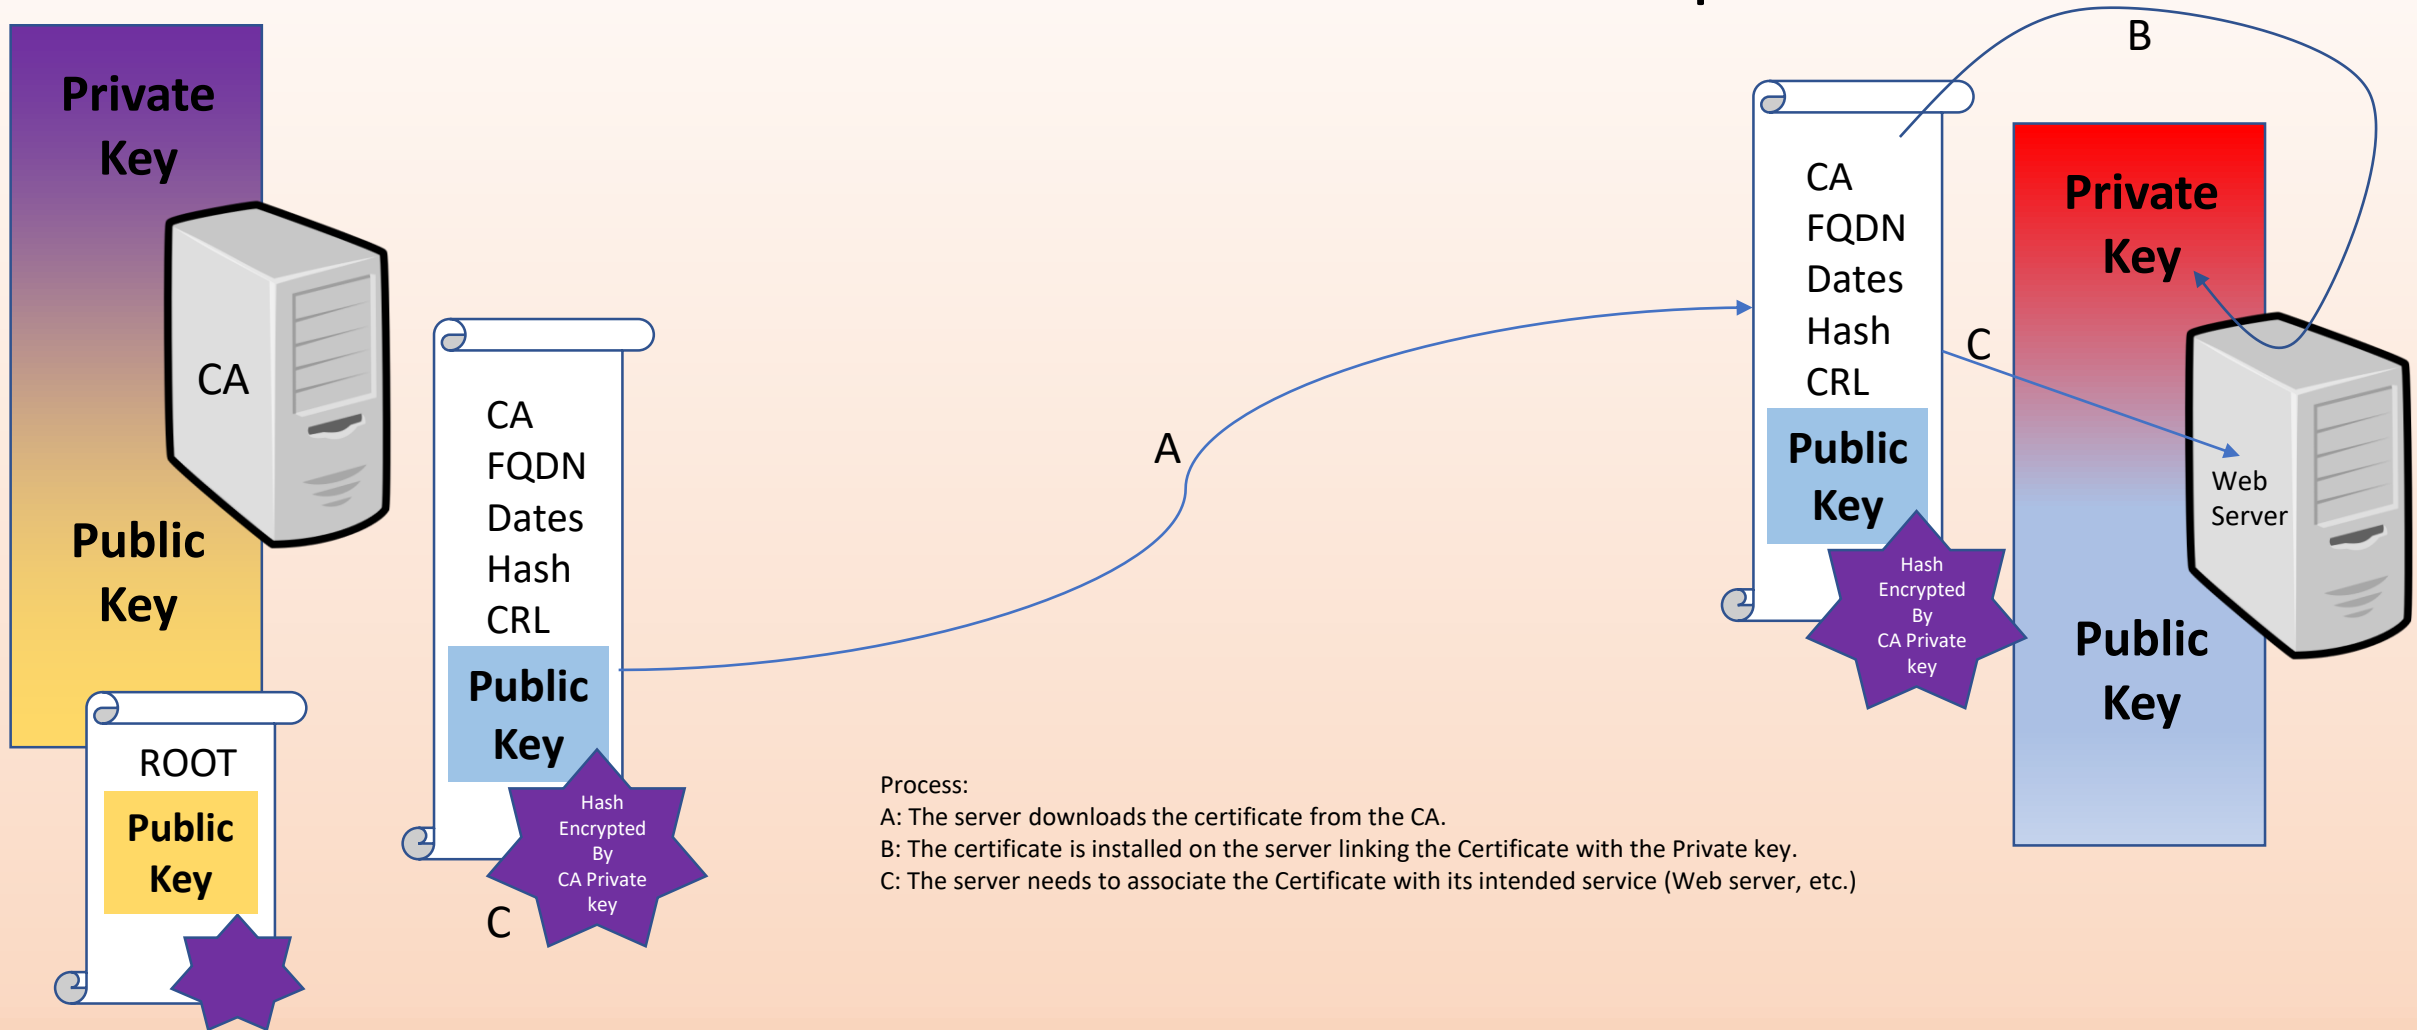 Private
Key
CA
Public
Key
ROOT
Public
Key
CA
FQDN
Dates
Hash
CRL
Public
Key
Hash
Encrypted
By
CA Private
key
C
A
Process:
A: The server downloads the certificate from the CA.
B: The certificate is installed on the server linking the Certificate with the Private key.
C: The server needs to associate the Certificate with its intended service (Web server, etc.)
B
CA
FQDN
Dates
Hash
CRL
Public
Key
Hash
Encrypted
By
CA Private
key
C
Private
Key
Web
Server
Public
Key